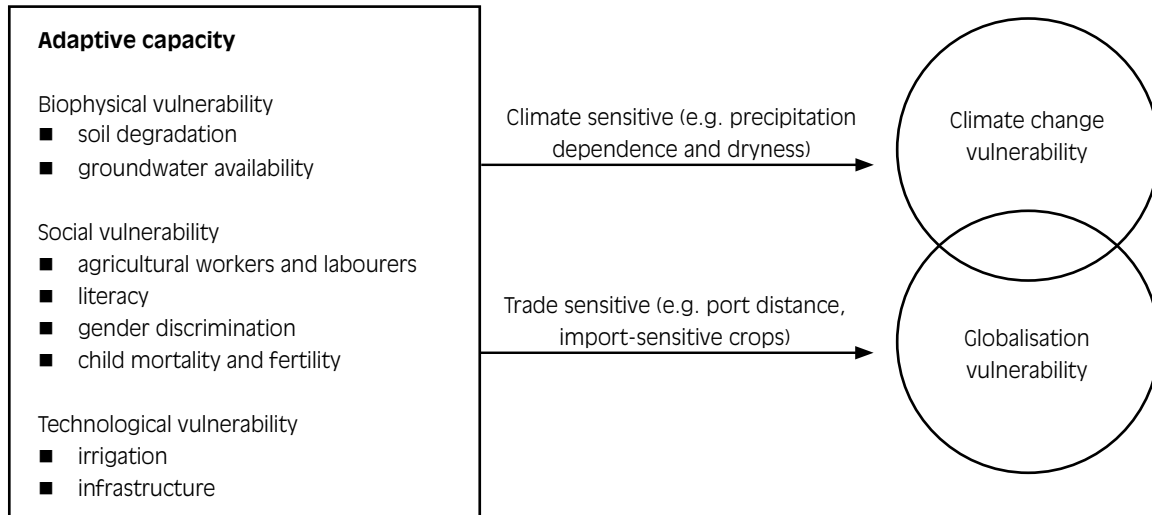 Adaptive capacity
Biophysical vulnerability
■ soil degradation
■ groundwater availability
Social vulnerability
■ agricultural workers and labourers
■ literacy
■ gender discrimination
■ child mortality and fertility
Technological vulnerability
■ irrigation
■ infrastructure
Climate sensitive (e.g. precipitation
dependence and dryness)
Trade sensitive (e.g. port distance,
import-sensitive crops)
Climate change
vulnerability
Globalisation
vulnerability